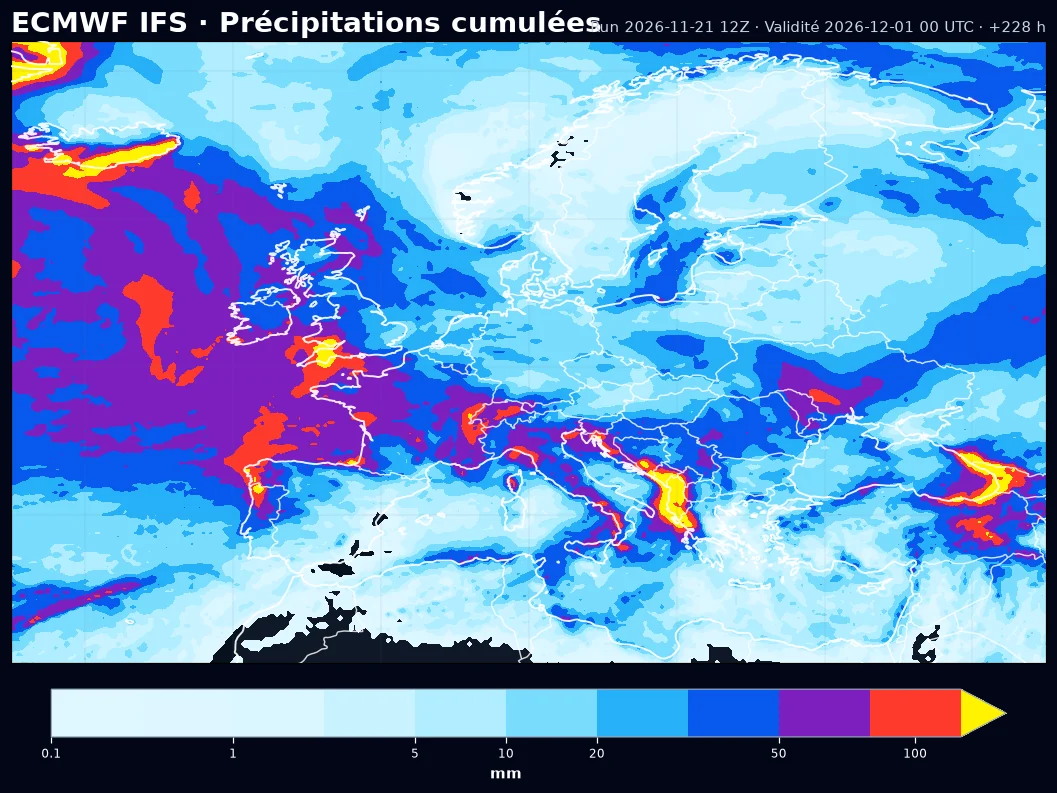 ECMWF IFS · Précipitations cumulées
Run 2026-11-21 12Z · Validité 2026-12-01 00 UTC · +228 h
0.1 1 5 10 20 50 100
mm